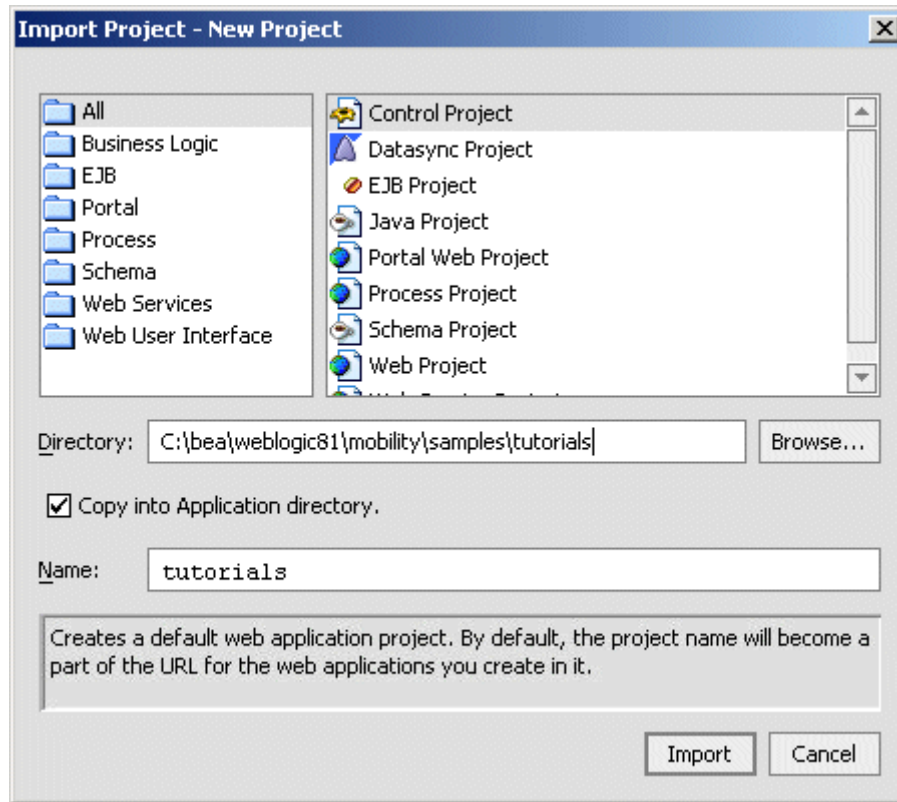 Import Project - New Project
All
Business Logic
EJB
Portal
Process
Schema
Web Services
Web User Interface
Control Project
Datasync Project
EJB Project
Java Project
Portal Web Project
Process Project
Schema Project
Web Project
Directory:
C:\bea\weblogic81\mobility\samples\tutorials
Browse...
Copy into Application directory.
Name:
tutorials
Creates a default web application project. By default, the project name will become a
part of the URL for the web applications you create in it.
Import
Cancel